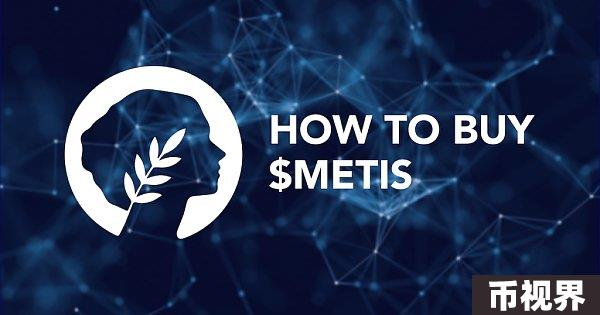 HOW TO BUY
$METIS
币视界